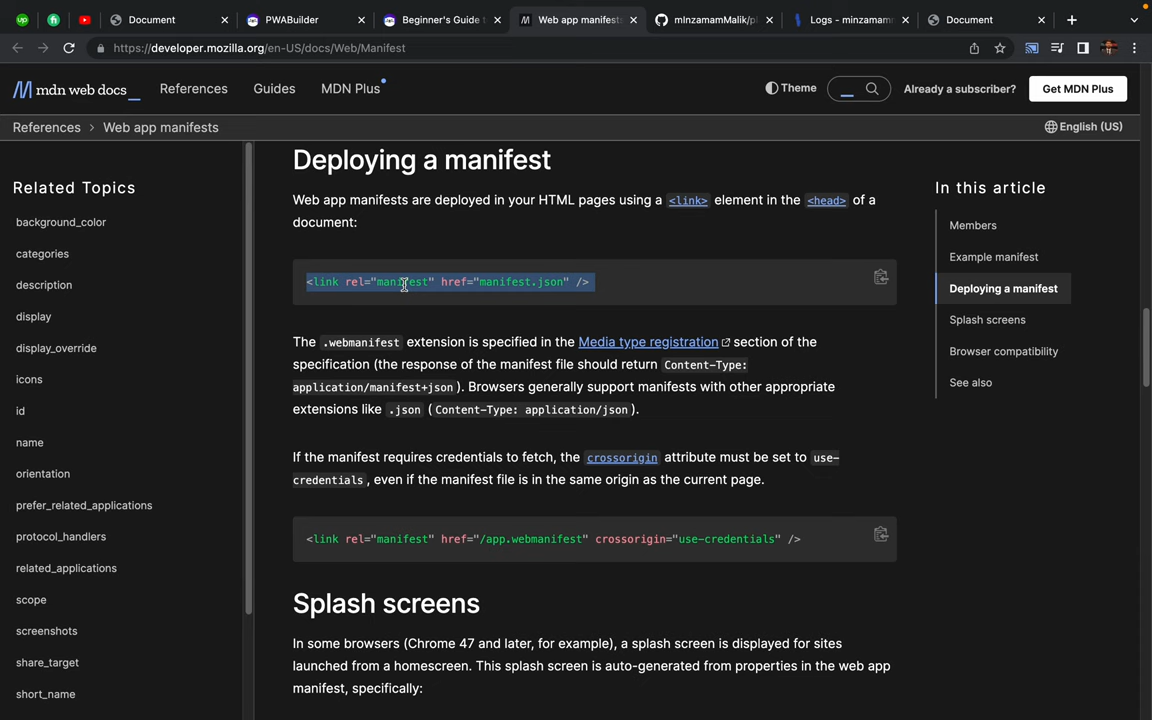 Document
PWABuilder
Beginner's Guide t
Web app manifests
mInzamamMalik/p
Logs - minzamamm
Document
https://developer.mozilla.org/en-US/docs/Web/Manifest
mdn web docs_
References
Guides
MDN Plus
Theme
Already a subscriber?
Get MDN Plus
References
Web app manifests
English (US)
Related Topics
background_color
categories
description
display
display_override
icons
id
name
orientation
prefer_related_applications
protocol_handlers
related_applications
scope
screenshots
share_target
short_name
Deploying a manifest
Web app manifests are deployed in your HTML pages using a <link> element in the <head> of a
document:
<link rel="manifest" href="manifest.json" />
The .webmanifest extension is specified in the Media type registration section of the
specification (the response of the manifest file should return Content-Type:
application/manifest+json). Browsers generally support manifests with other appropriate
extensions like .json (Content-Type: application/json).
If the manifest requires credentials to fetch, the crossorigin attribute must be set to use-
credentials, even if the manifest file is in the same origin as the current page.
<link rel="manifest" href="/app.webmanifest" crossorigin="use-credentials" />
Splash screens
In some browsers (Chrome 47 and later, for example), a splash screen is displayed for sites
launched from a homescreen. This splash screen is auto-generated from properties in the web app
manifest, specifically:
In this article
Members
Example manifest
Deploying a manifest
Splash screens
Browser compatibility
See also